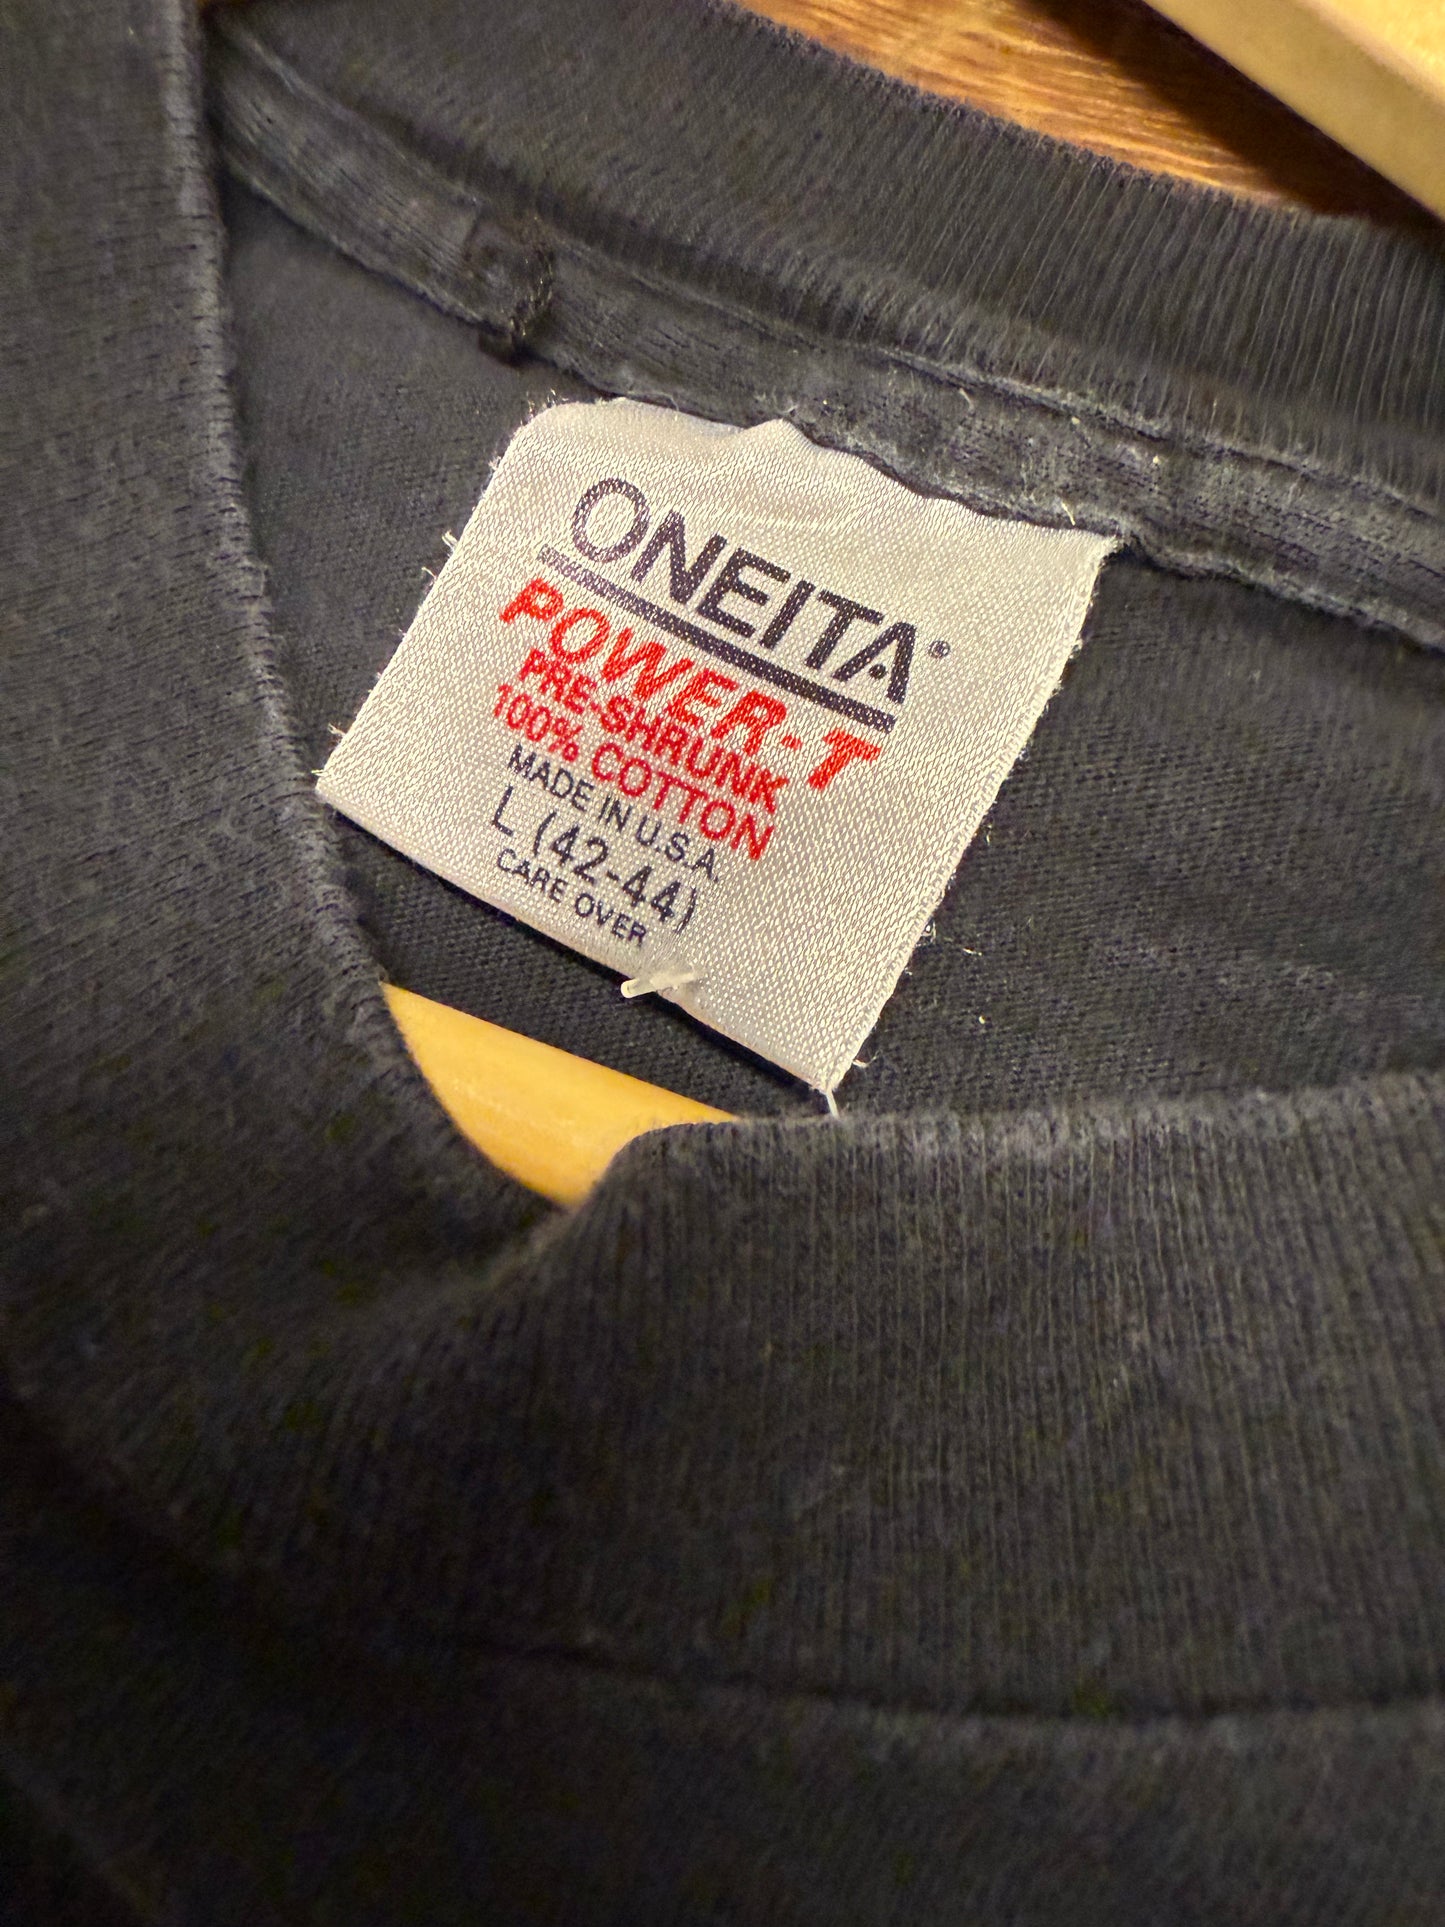 ONEITA®
POWER-T
PRE-SHRUNK
100% COTTON
MADE IN U.S.A.
L (42-44)
CARE OVER